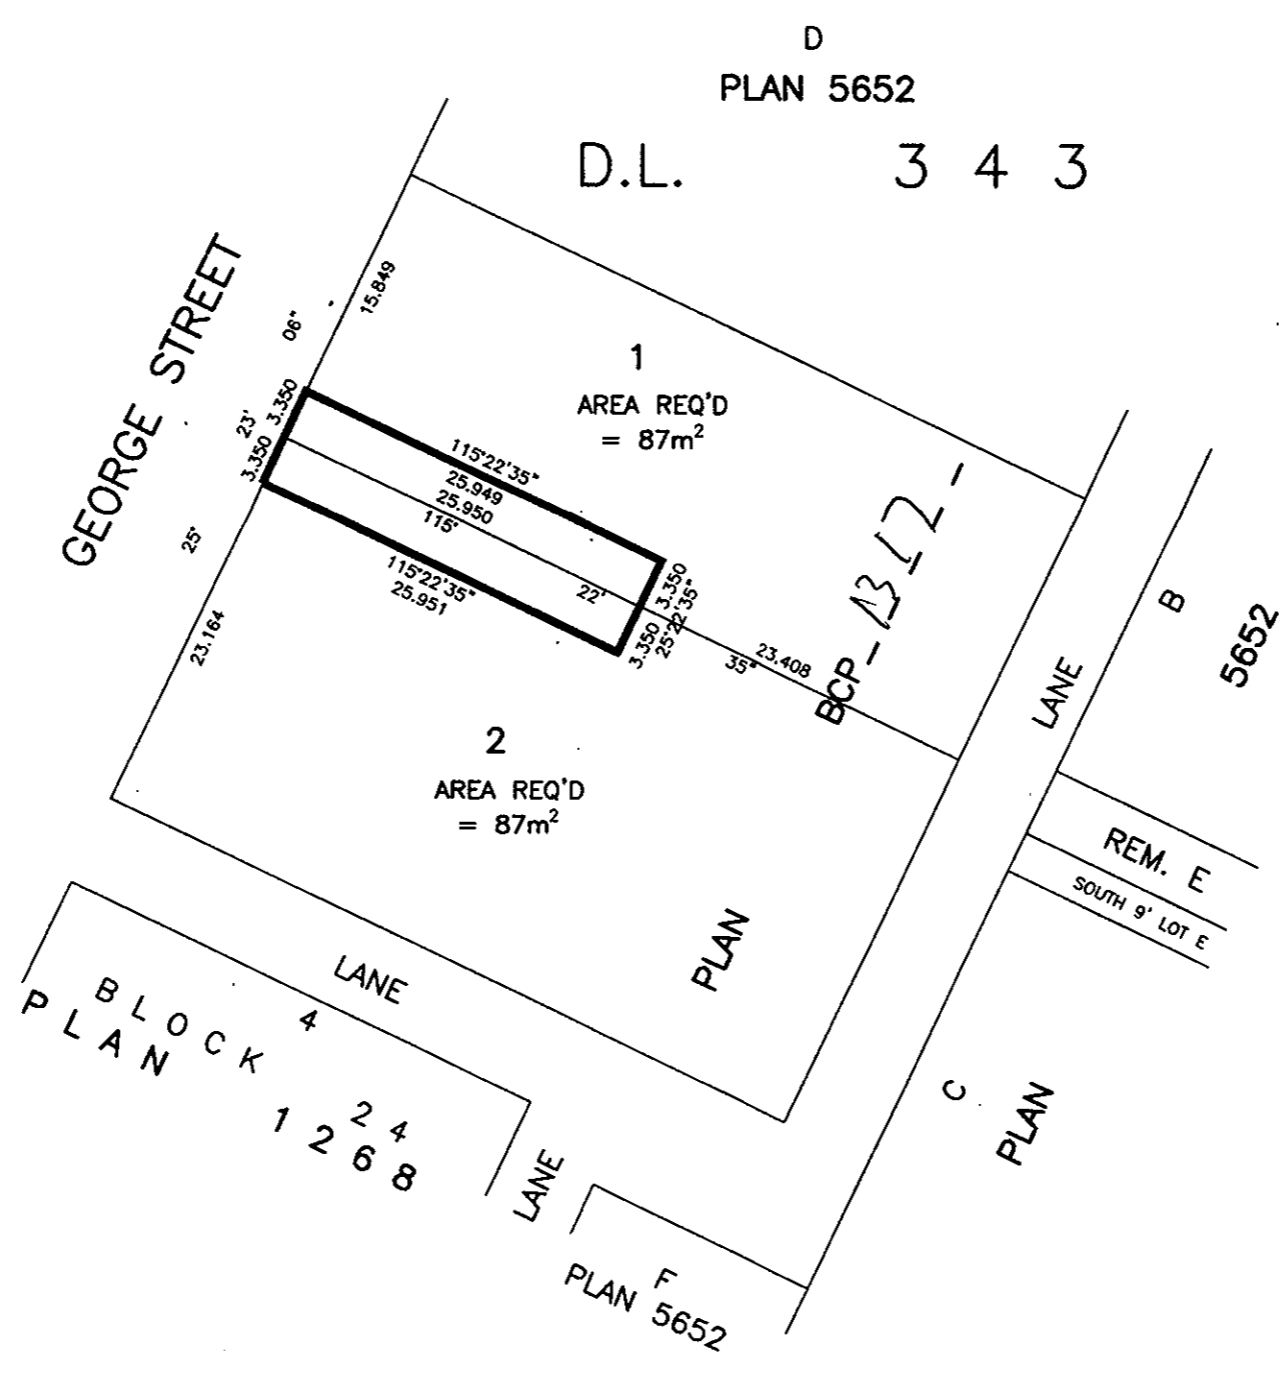 D
PLAN 5652
D.L. 3 4 3
GEORGE STREET
15.849
06"
23'
25°
3.350
3.350
1
AREA REQ'D
= 87m²
115°22'35"
25.949
25.950
115°
22'
35"
115°22'35"
25.951
3.350
3.350
25°22'35"
23.408
23.164
BCP
PLAN
2
AREA REQ'D
= 87m²
LANE
B
5652
REM. E
SOUTH 9' LOT E
LANE
BLOCK 24
PLAN 1268
4
LANE
C
PLAN
F
PLAN 5652